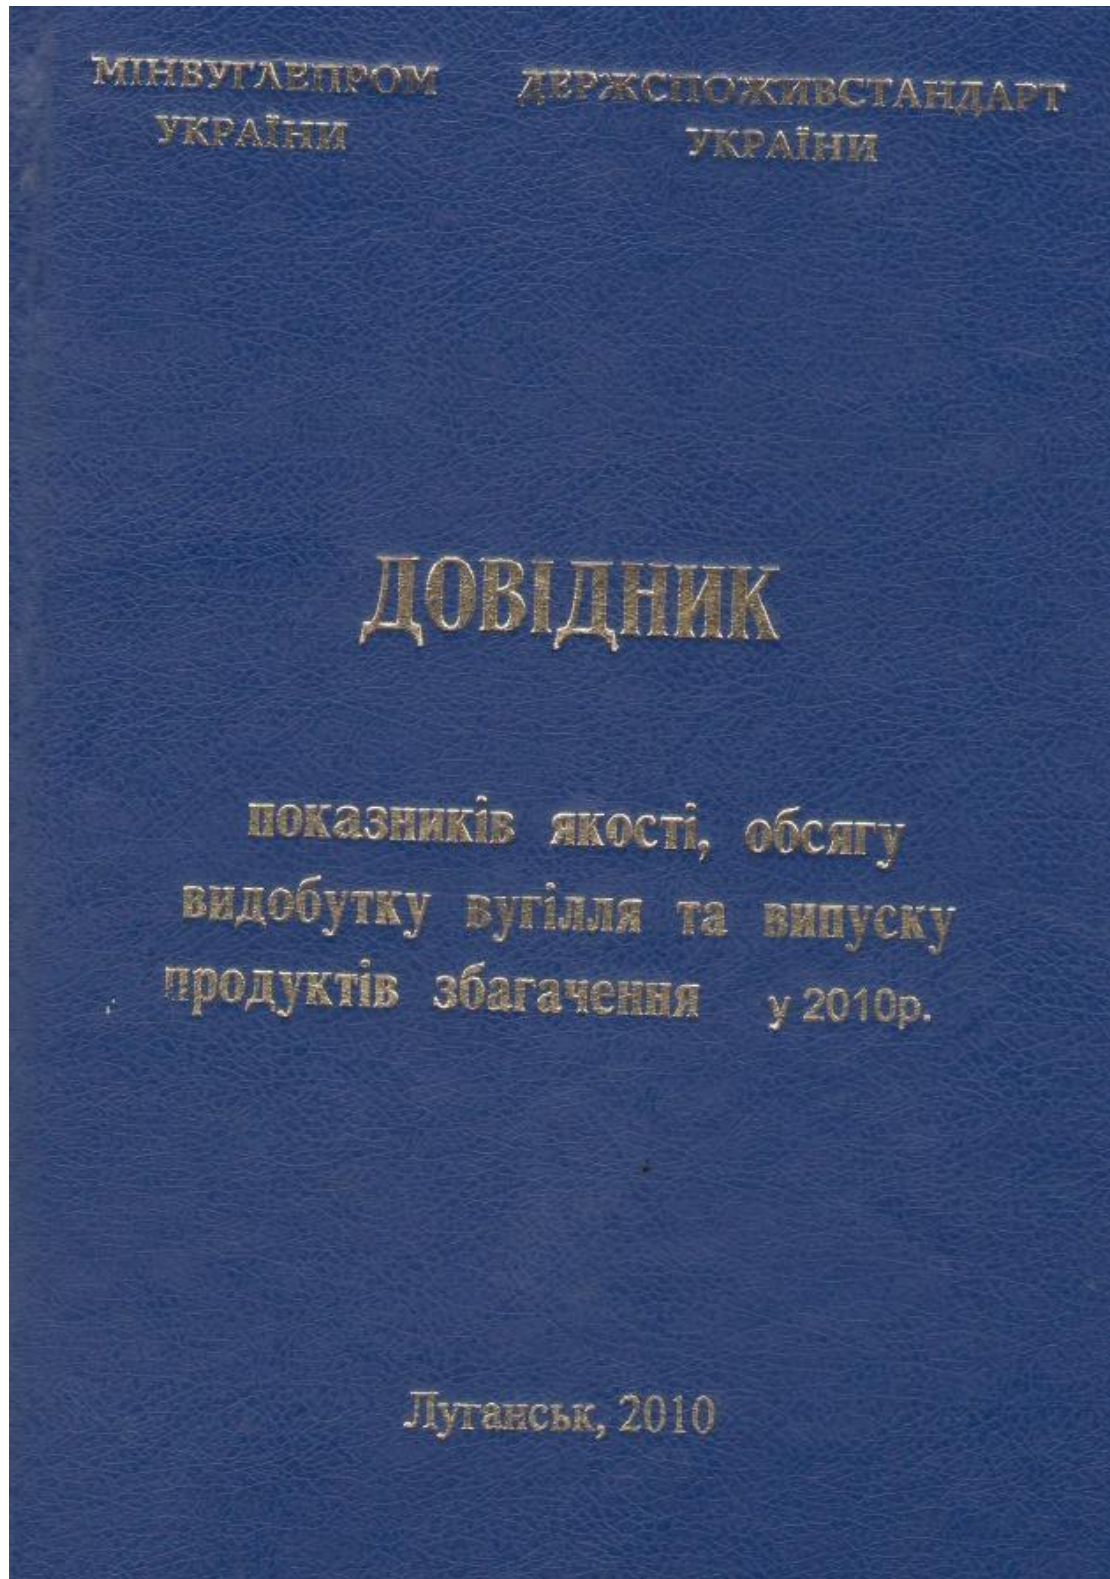 МІНВУГЛЕПРОМ
УКРАЇНИ
ДЕРЖСПОЖИВСТАНДАРТ
УКРАЇНИ
ДОВІДНИК
показників якості, обсягу
видобутку вугілля та випуску
продуктів збагачення у 2010р.
Луганськ, 2010